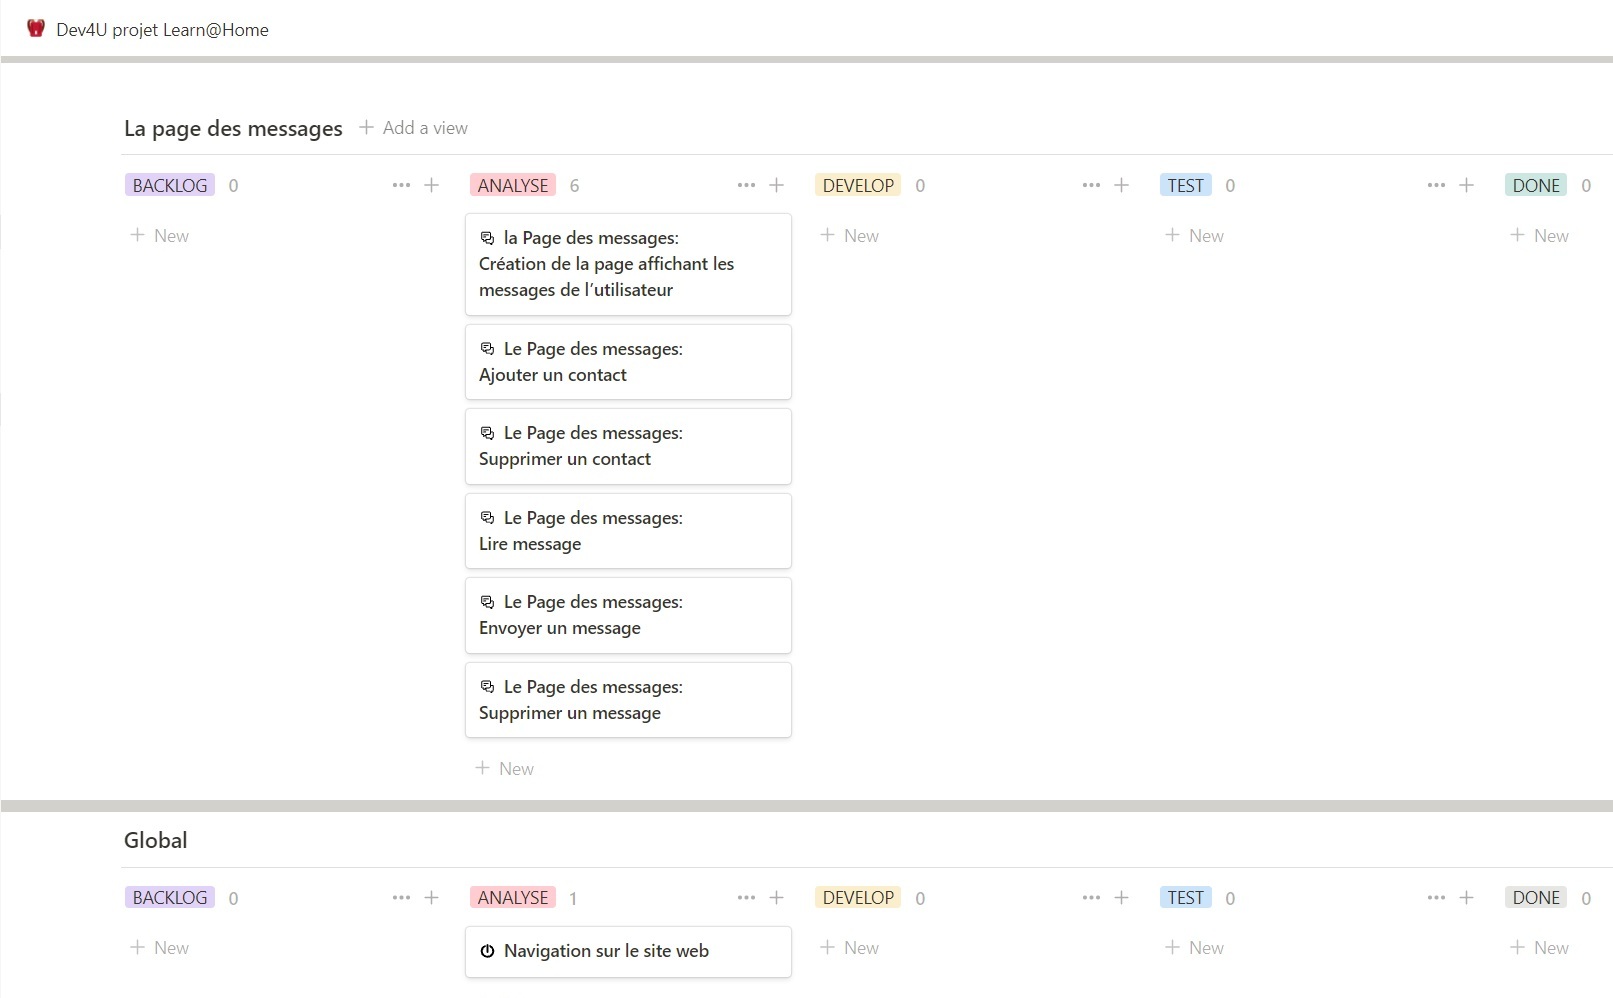 Dev4U projet Learn@Home
La page des messages + Add a view
BACKLOG 0 ••• + ANALYSE 6 ••• + DEVELOP 0 ••• + TEST 0 ••• + DONE 0
+ New
la Page des messages:
Création de la page affichant les
messages de l’utilisateur
Le Page des messages:
Ajouter un contact
Le Page des messages:
Supprimer un contact
Le Page des messages:
Lire message
Le Page des messages:
Envoyer un message
Le Page des messages:
Supprimer un message
+ New
+ New
+ New
+ New
Global
BACKLOG 0 ••• + ANALYSE 1 ••• + DEVELOP 0 ••• + TEST 0 ••• + DONE 0
+ New
Navigation sur le site web
+ New
+ New
+ New